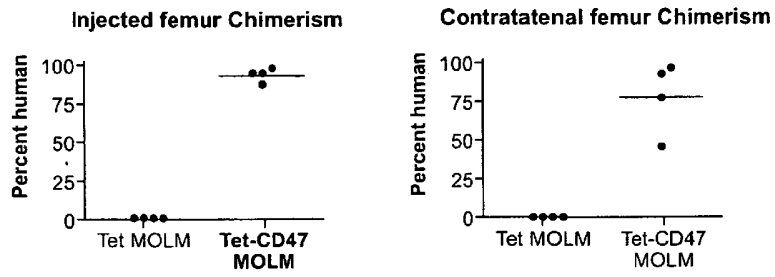 Injected femur Chimerism
Percent human
100
75
50
25
0
Tet MOLM
Tet-CD47
MOLM
Contratatenal femur Chimerism
Percent human
100
75
50
25
0
Tet MOLM
Tet-CD47
MOLM